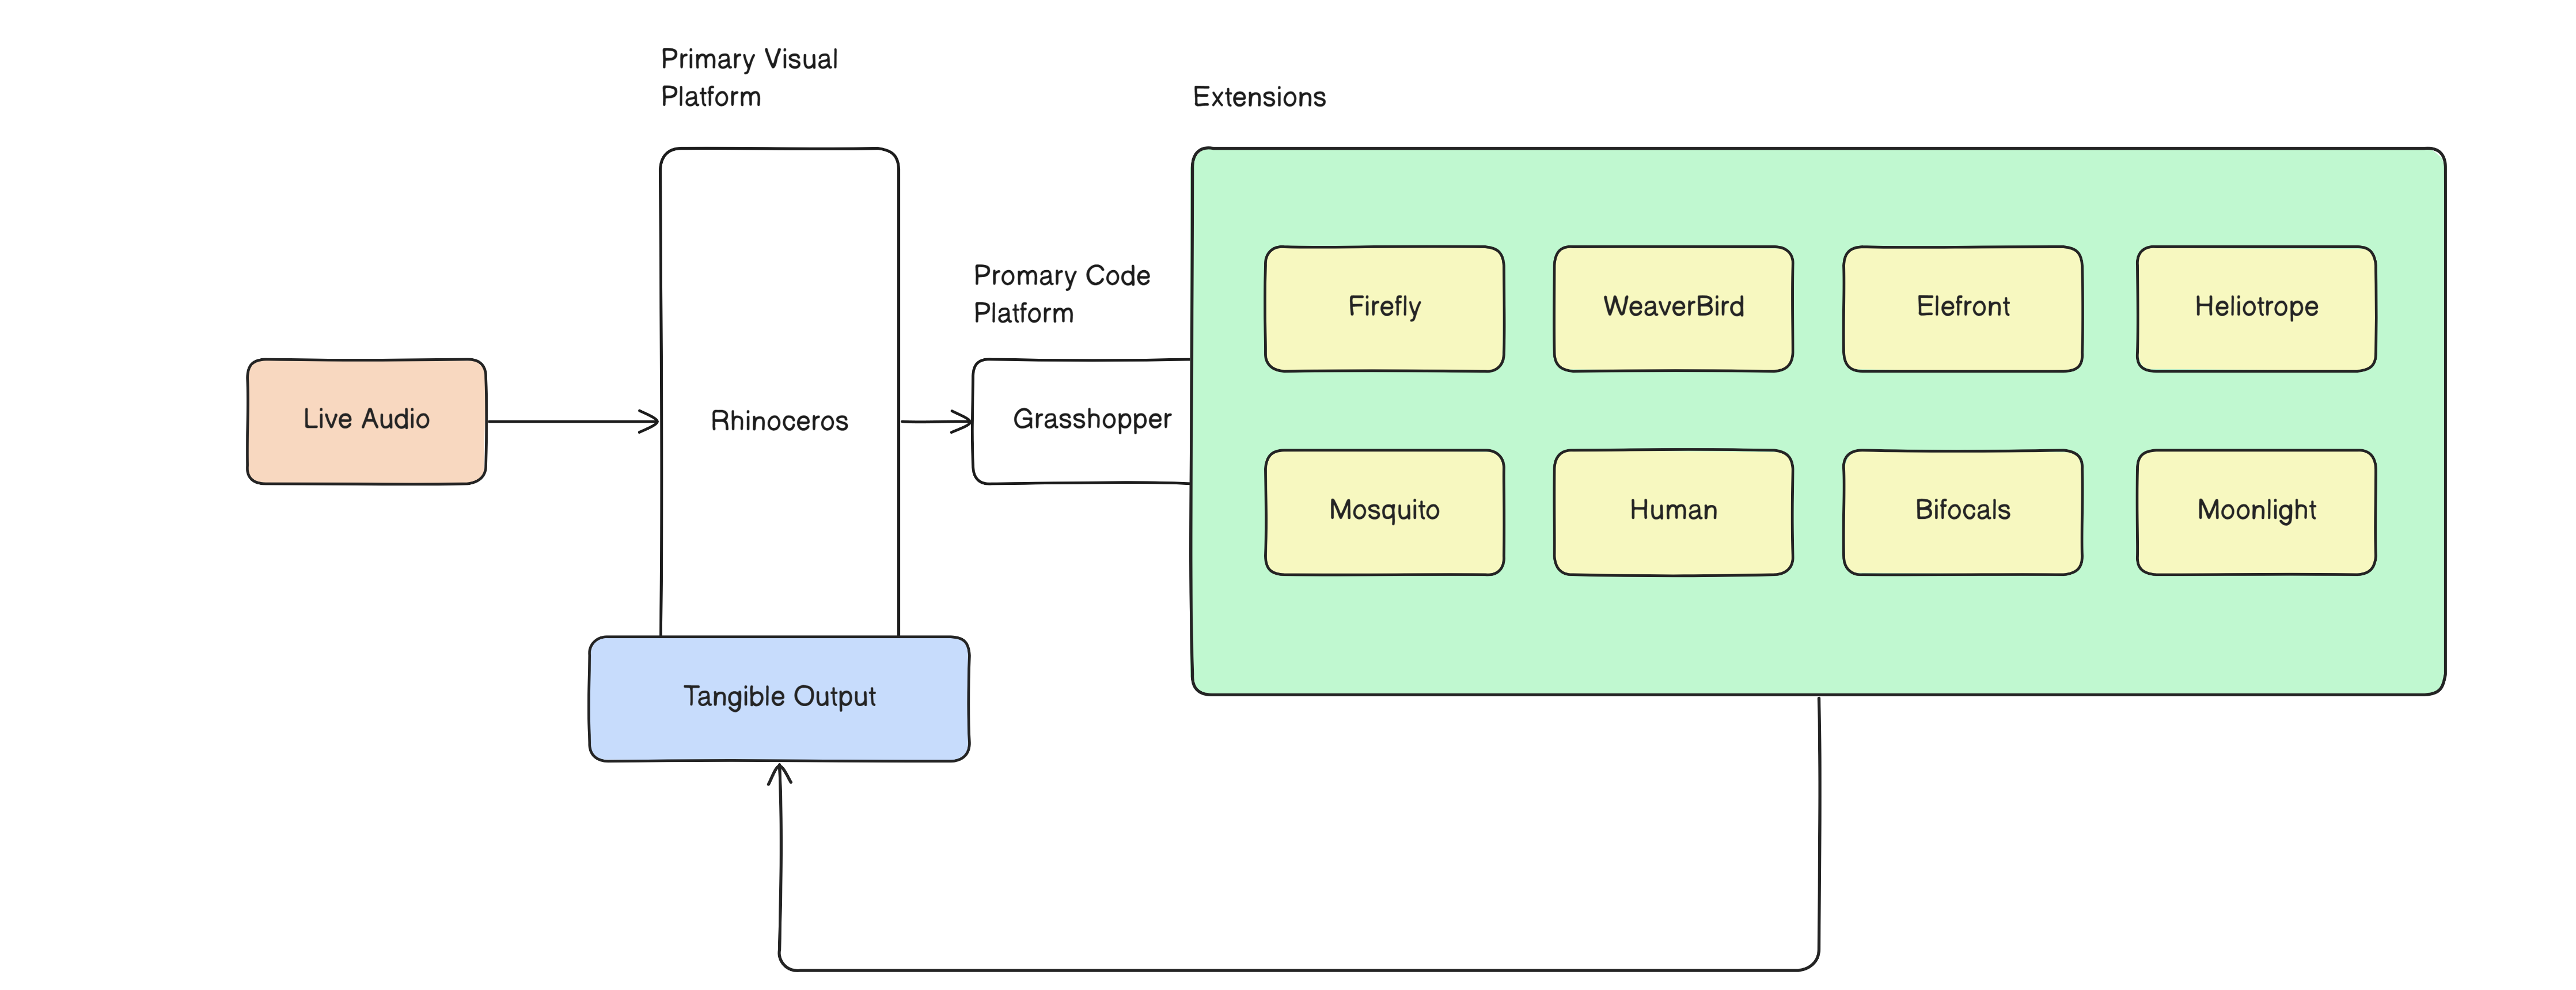 Primary Visual
Platform
Extensions
Promary Code
Platform
Live Audio
Rhinoceros
Grasshopper
Firefly
WeaverBird
Elefront
Heliotrope
Mosquito
Human
Bifocals
Moonlight
Tangible Output